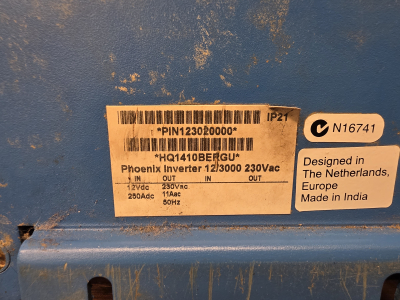 IP21
*PIN123020000*
*HQ1410BERGU*
Phoenix Inverter 12/3000 230Vac
IN OUT IN OUT
12Vdc 230Vac
250Adc 11Aac
50Hz
N16741
Designed in
The Netherlands,
Europe
Made in India